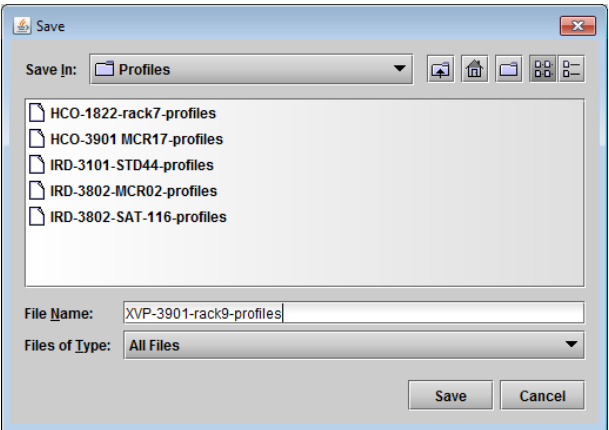 Save
Save In: Profiles
HCO-1822-rack7-profiles
HCO-3901 MCR17-profiles
IRD-3101-STD44-profiles
IRD-3802-MCR02-profiles
IRD-3802-SAT-116-profiles
File Name: XVP-3901-rack9-profiles
Files of Type: All Files
Save Cancel